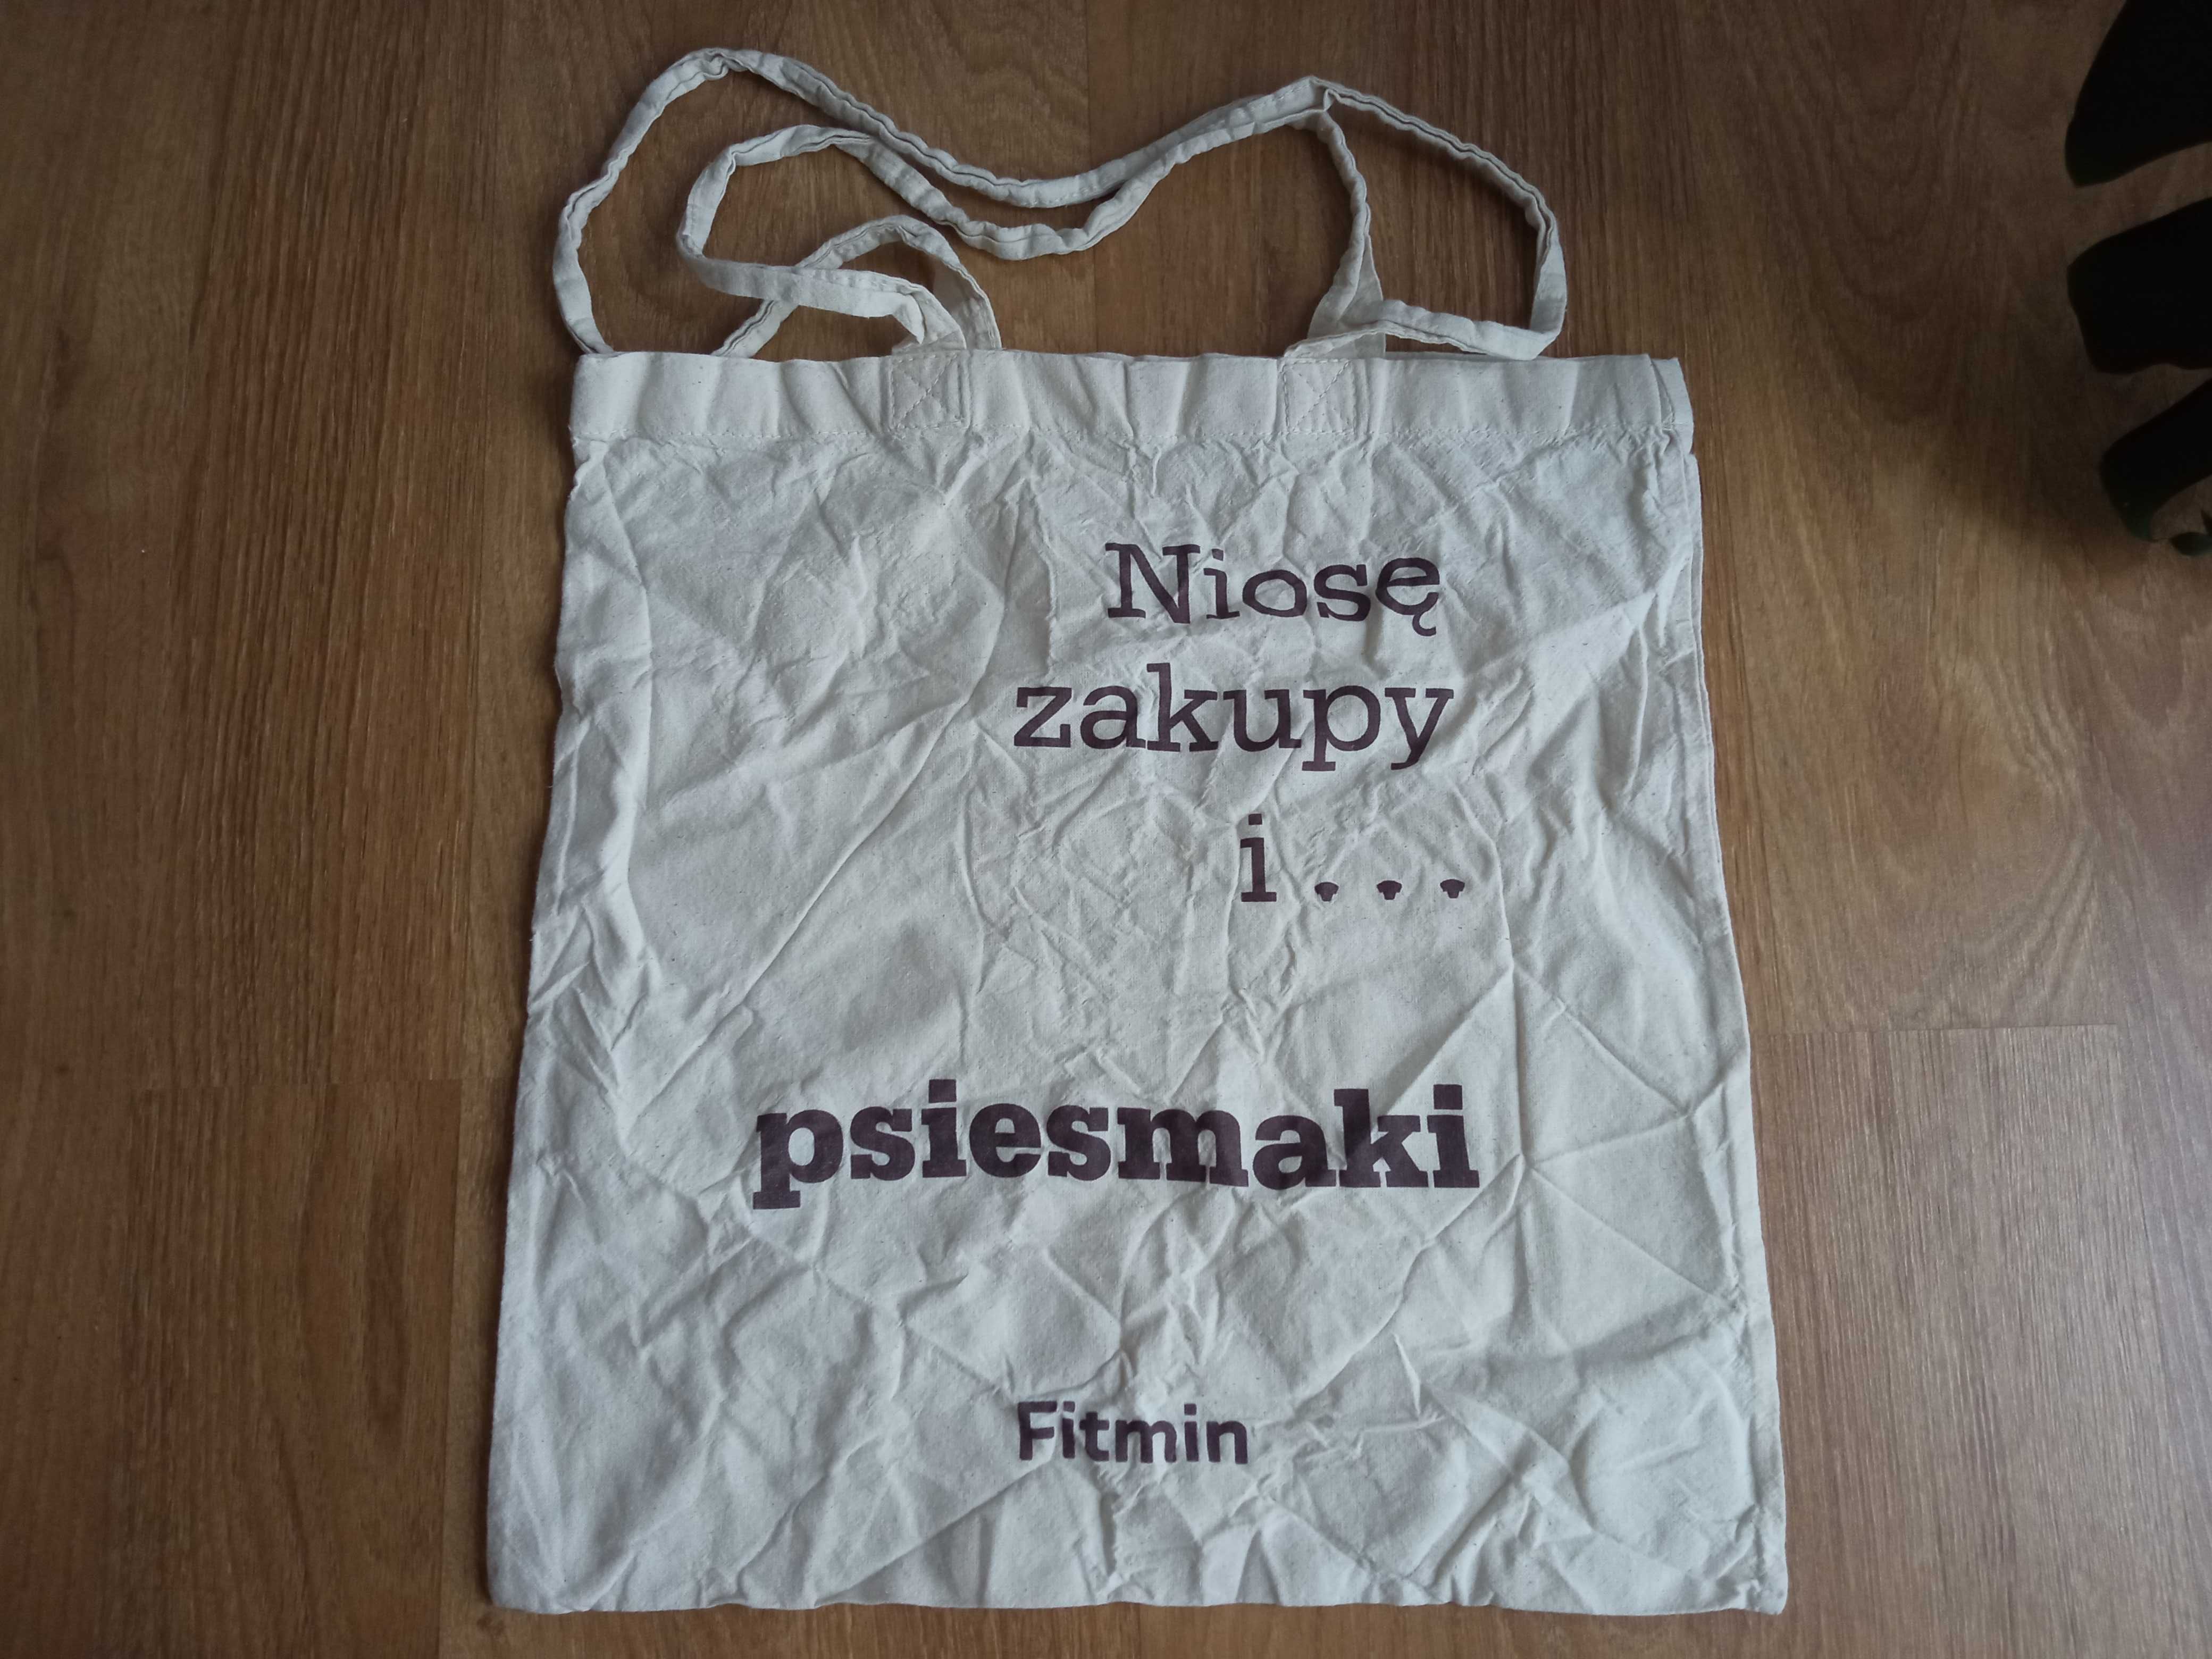 Niosę
zakupy
i...
psiesmaki
Fitmin